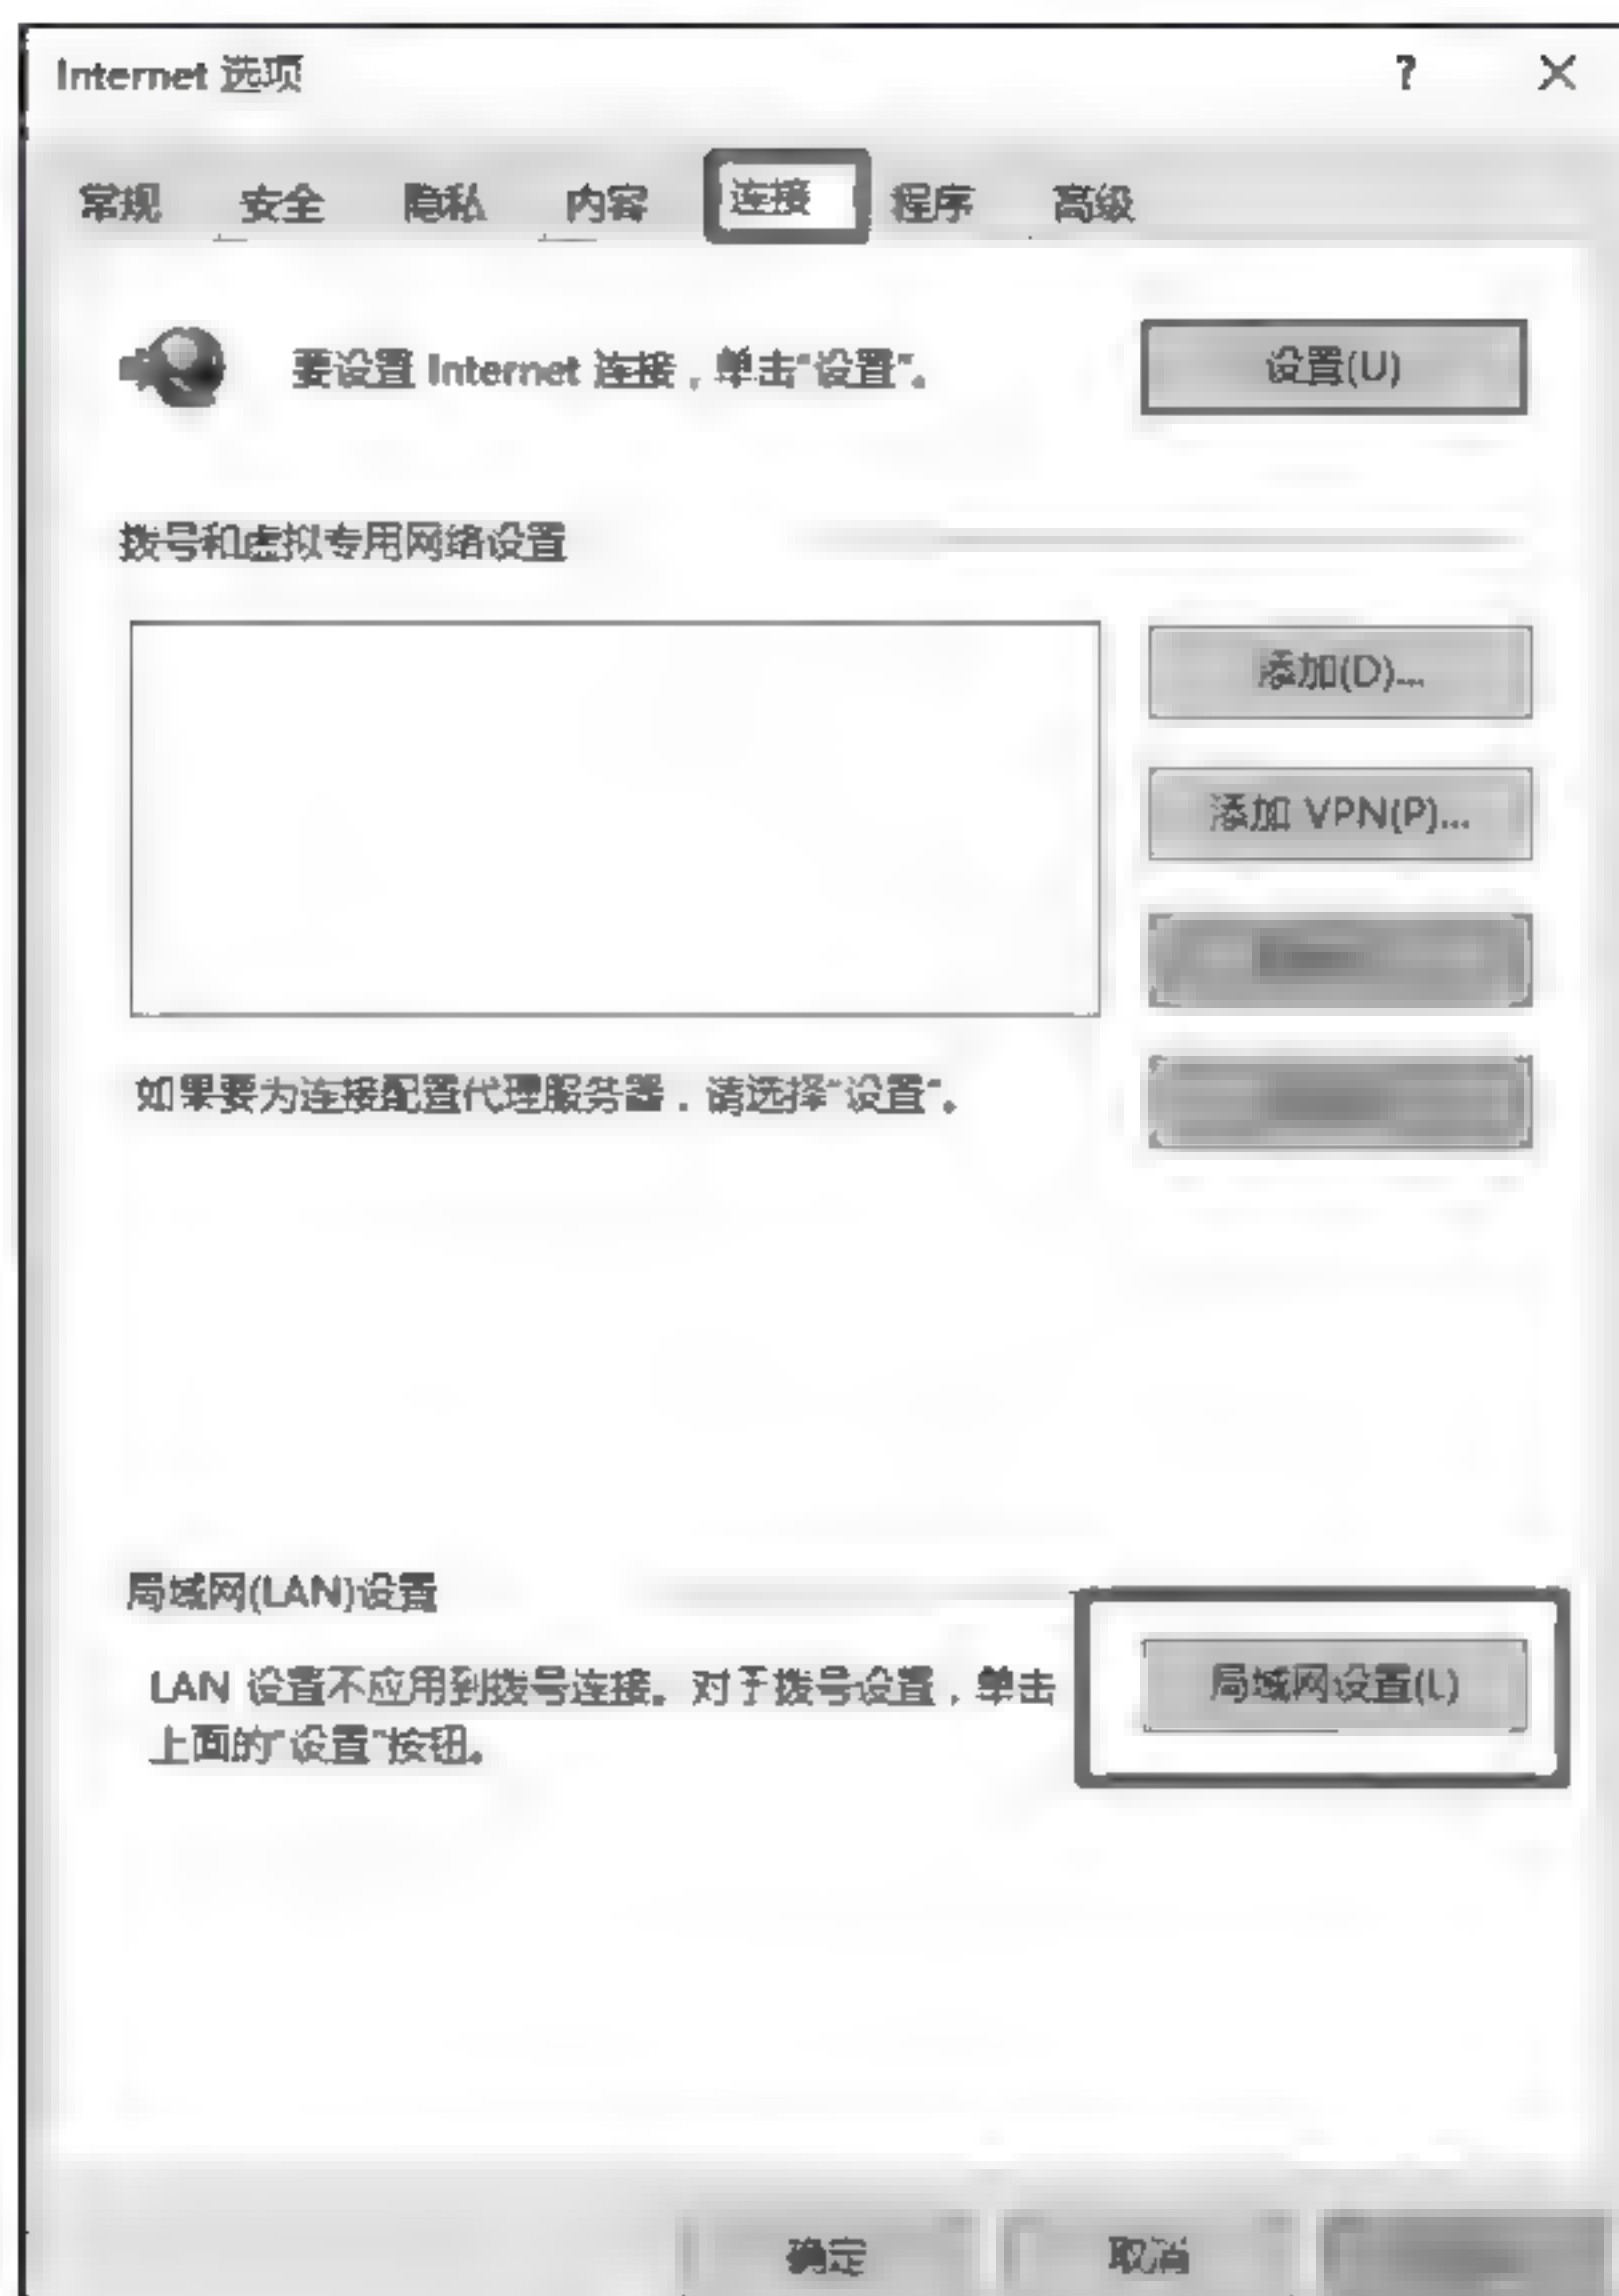 Internet 选项
?
×
常规 安全 隐私 内容 连接 程序 高级
要设置 Internet 连接，单击“设置”。
设置(U)
拨号和虚拟专用网络设置
添加(D)...
添加 VPN(P)...
如果要为连接配置代理服务器，请选择“设置”。
局域网(LAN)设置
LAN 设置不应用到拨号连接。对于拨号设置，单击
上面的“设置”按钮。
局域网设置(L)
确定 取消